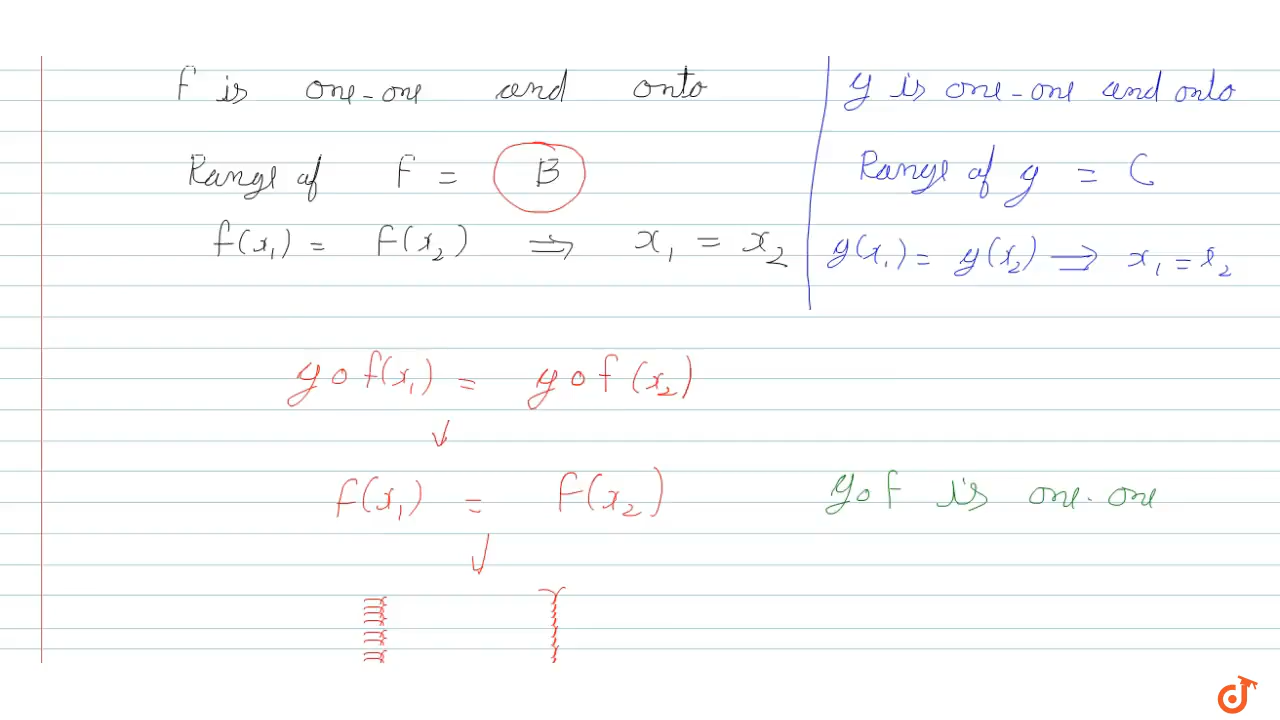 f is one-one and onto
Range of f = B
f(x₁) = f(x₂) ⇒ x₁ = x₂
g is one-one and onto
Range of g = C
g(x₁) = g(x₂) ⇒ x₁ = x₂
gof(x₁) = gof(x₂)
f(x₁) = f(x₂)
gof is one-one